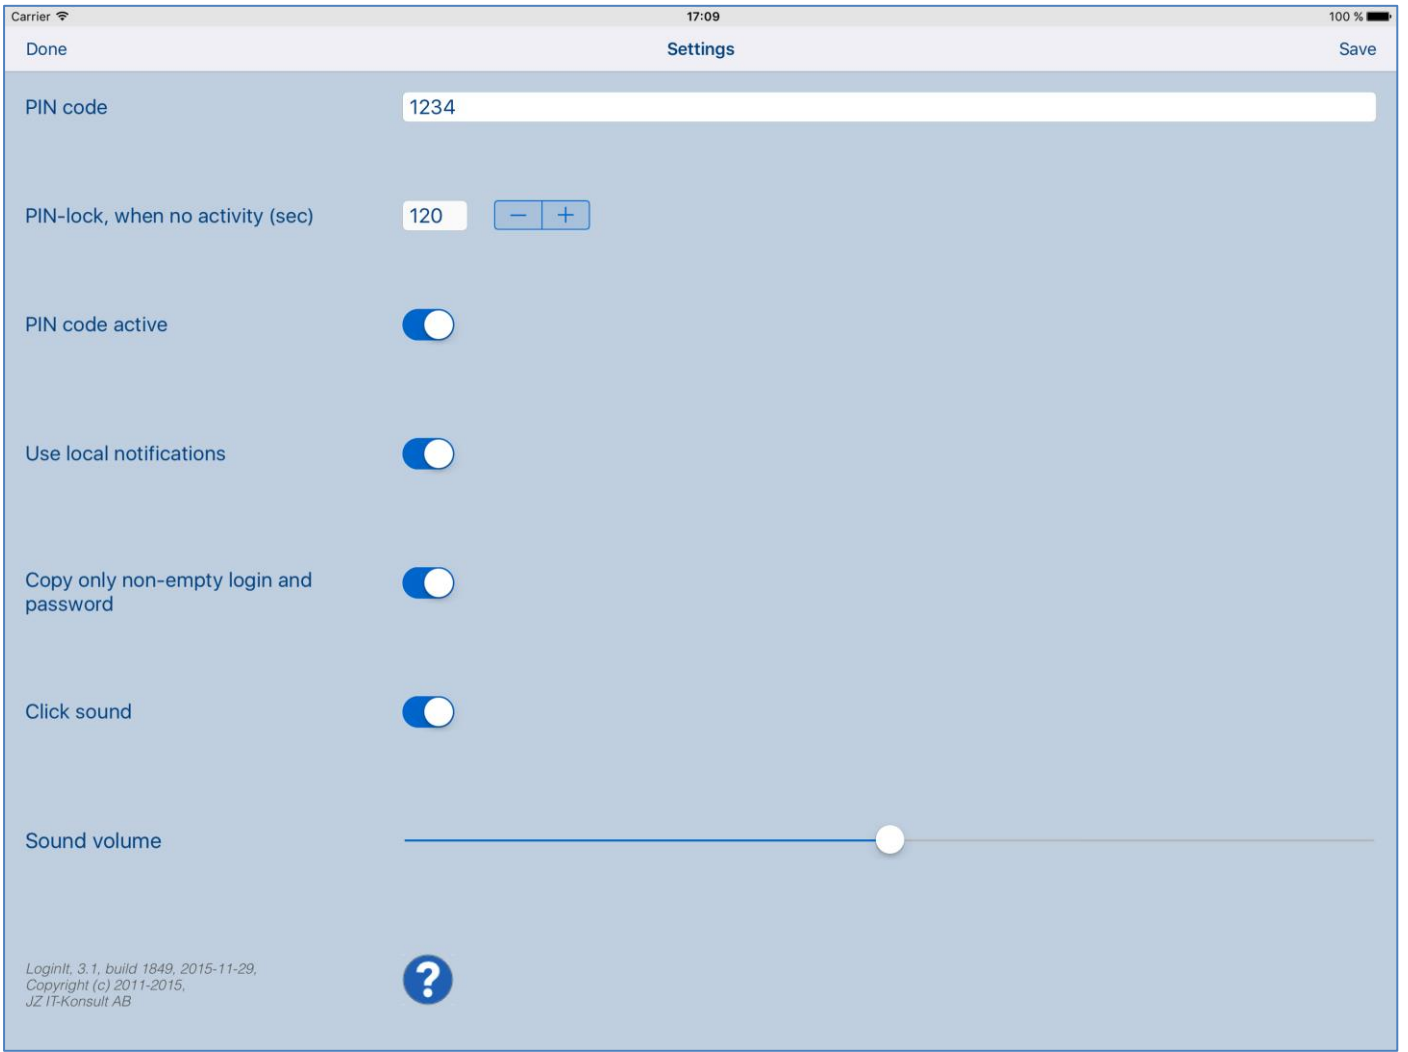 Carrier
17:09
100 %
Done
Settings
Save
PIN code
1234
PIN-lock, when no activity (sec)
120
− +
PIN code active
Use local notifications
Copy only non-empty login and
password
Click sound
Sound volume
LoginIt, 3.1, build 1849, 2015-11-29,
Copyright (c) 2011-2015,
JZ IT-Konsult AB
?